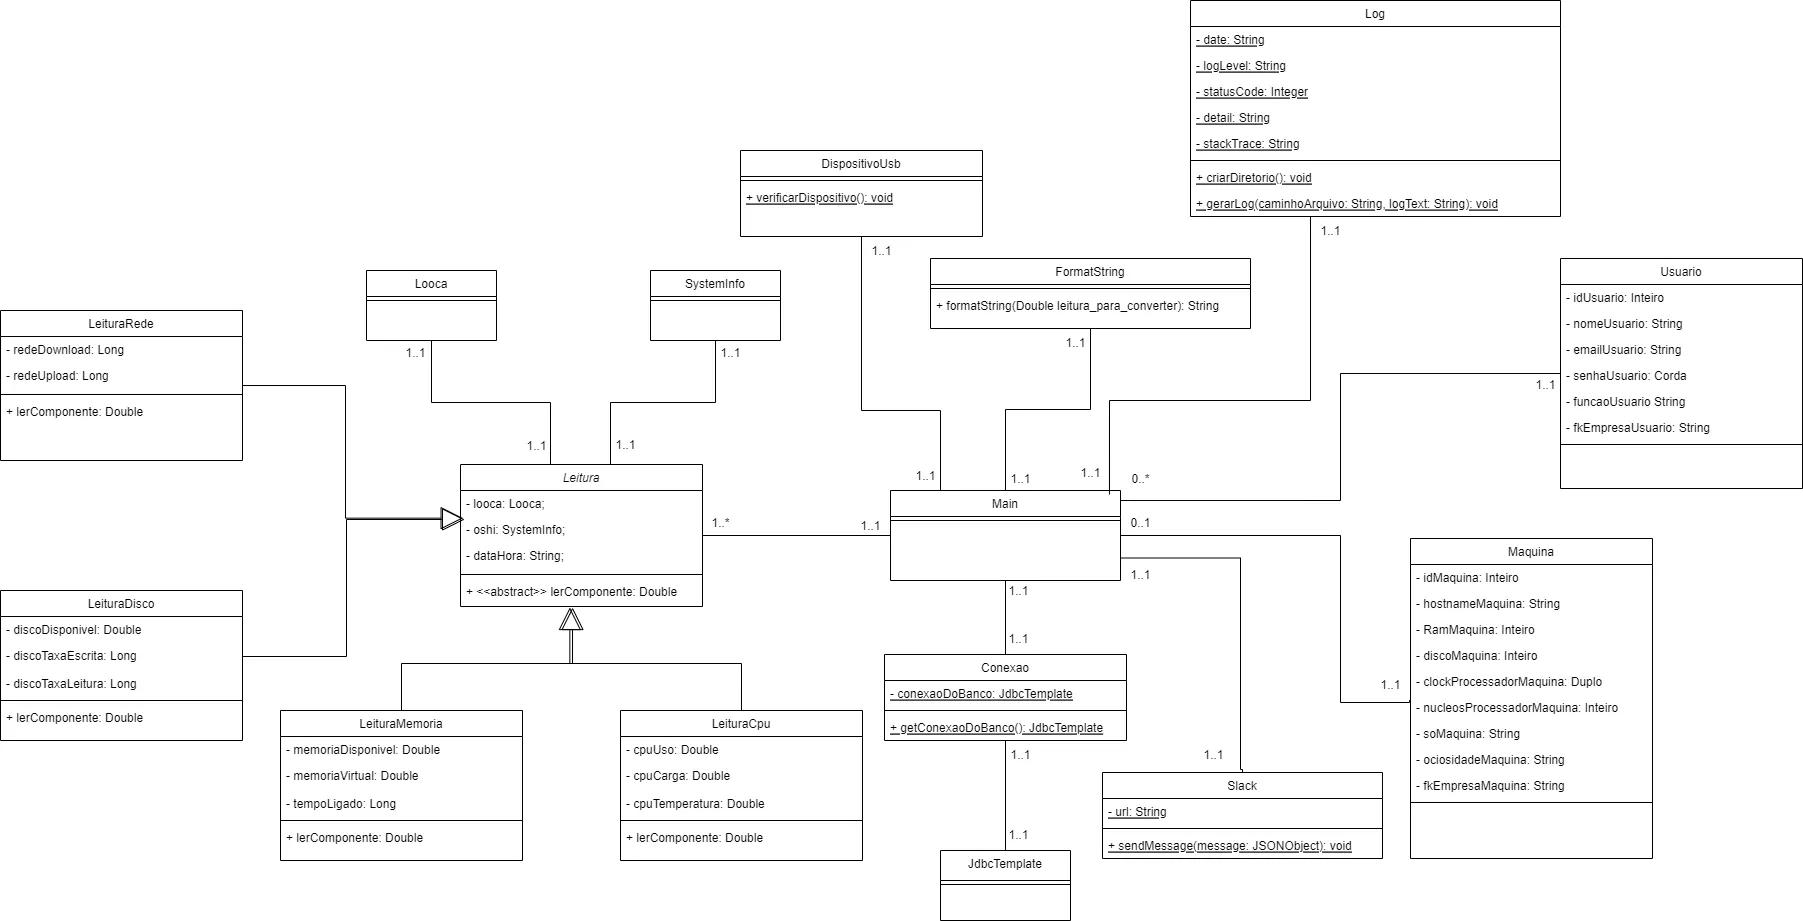 Log
- date: String
- logLevel: String
- statusCode: Integer
- detail: String
- stackTrace: String
+ criarDiretorio(): void
+ gerarLog(caminhoArquivo: String, logText: String): void
1..1
DispositivoUsb
+ verificarDispositivo(): void
1..1
FormatString
+ formatString(Double leitura_para_converter): String
1..1
Usuario
- idUsuario: Inteiro
- nomeUsuario: String
- emailUsuario: String
- senhaUsuario: Corda
- funcaoUsuario String
- fkEmpresaUsuario: String
1..1
Looca
1..1
SystemInfo
1..1
LeituraRede
- redeDownload: Long
- redeUpload: Long
+ lerComponente: Double
1..1
1..1
Leitura
- looca: Looca;
- oshi: SystemInfo;
- dataHora: String;
+ <<abstract>> lerComponente: Double
1..*
1..1
1..1
1..1
1..1
0..*
Main
0..1
1..1
1..1
Maquina
- idMaquina: Inteiro
- hostnameMaquina: String
- RamMaquina: Inteiro
- discoMaquina: Inteiro
- clockProcessadorMaquina: Duplo
- nucleosProcessadorMaquina: Inteiro
- soMaquina: String
- ociosidadeMaquina: String
- fkEmpresaMaquina: String
1..1
LeituraDisco
- discoDisponivel: Double
- discoTaxaEscrita: Long
- discoTaxaLeitura: Long
+ lerComponente: Double
LeituraMemoria
- memoriaDisponivel: Double
- memoriaVirtual: Double
- tempoLigado: Long
+ lerComponente: Double
LeituraCpu
- cpuUso: Double
- cpuCarga: Double
- cpuTemperatura: Double
+ lerComponente: Double
1..1
Conexao
- conexaoDoBanco: JdbcTemplate
+ getConexaoDoBanco(): JdbcTemplate
1..1
1..1
JdbcTemplate
1..1
Slack
- url: String
+ sendMessage(message: JSONObject): void